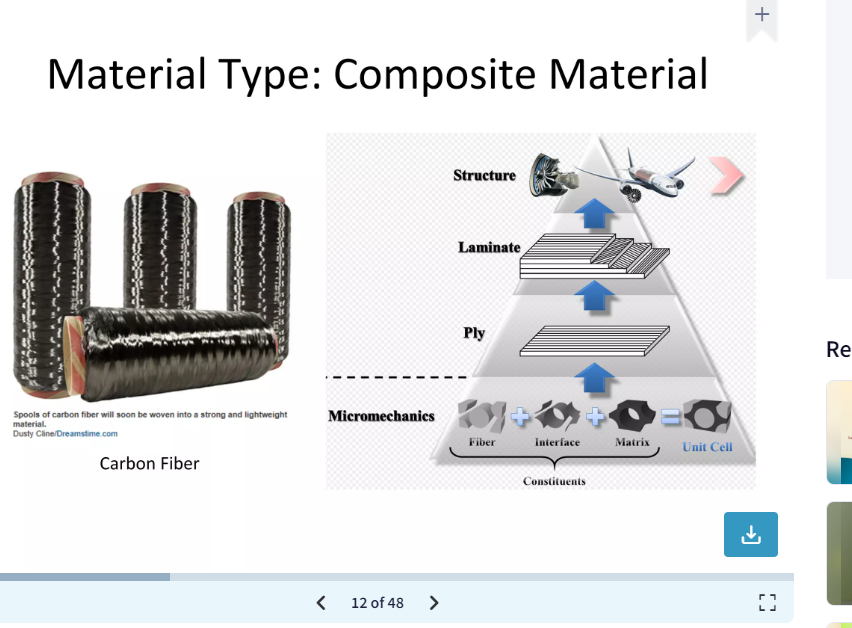 Material Type: Composite Material
Spools of carbon fiber will soon be woven into a strong and lightweight
material.
Dusty Cline/Dreamstime.com
Carbon Fiber
Structure
Laminate
Ply
Micromechanics
Fiber
Interface
Matrix
Unit Cell
Constituents
12 of 48
Re